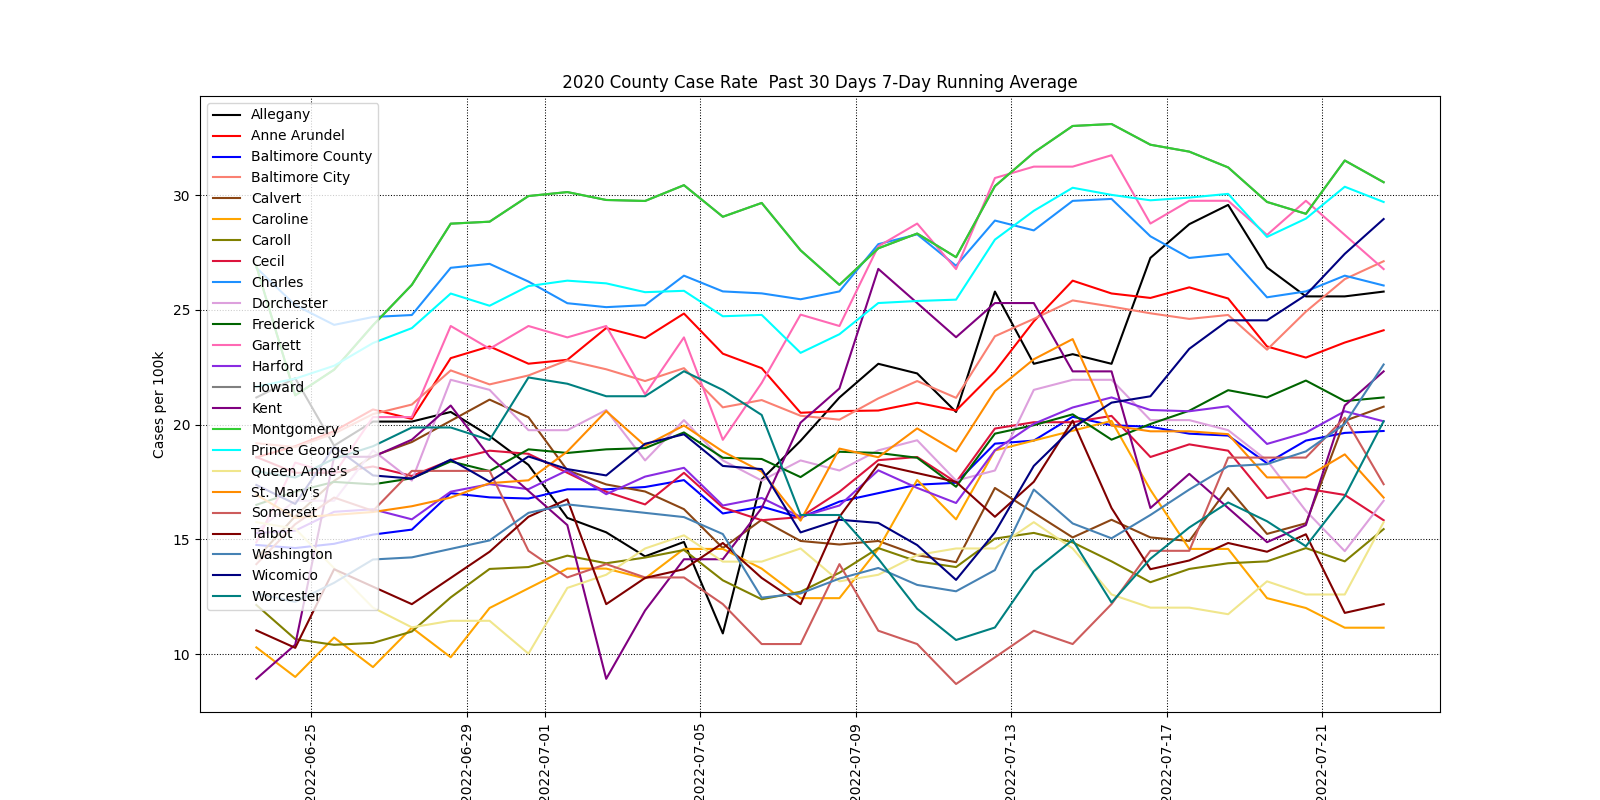 2020 County Case Rate  Past 30 Days 7-Day Running Average
Cases per 100k
30
25
20
15
10
Allegany
Anne Arundel
Baltimore County
Baltimore City
Calvert
Caroline
Caroll
Cecil
Charles
Dorchester
Frederick
Garrett
Harford
Howard
Kent
Montgomery
Prince George's
Queen Anne's
St. Mary's
Somerset
Talbot
Washington
Wicomico
Worcester
2022-06-25
2022-06-29
2022-07-01
2022-07-05
2022-07-09
2022-07-13
2022-07-17
2022-07-21